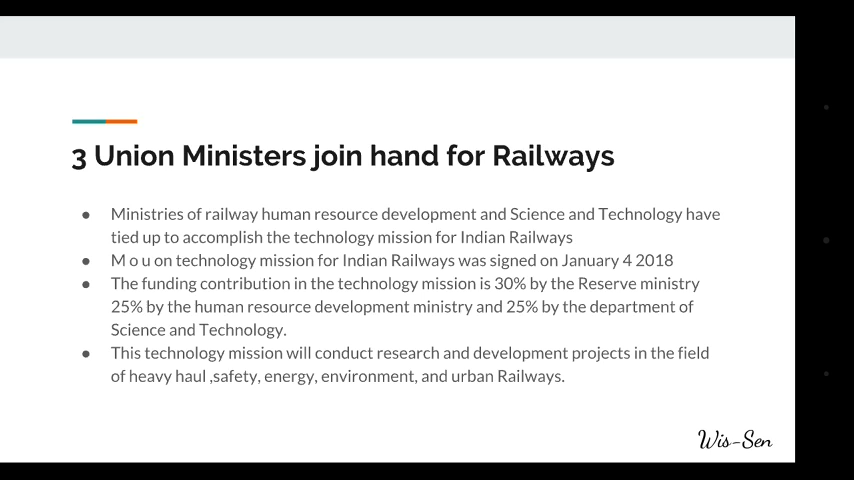 3 Union Ministers join hand for Railways
● Ministries of railway human resource development and Science and Technology have
tied up to accomplish the technology mission for Indian Railways
● M o u on technology mission for Indian Railways was signed on January 4 2018
● The funding contribution in the technology mission is 30% by the Reserve ministry
25% by the human resource development ministry and 25% by the department of
Science and Technology.
● This technology mission will conduct research and development projects in the field
of heavy haul ,safety, energy, environment, and urban Railways.
Wis-Sen